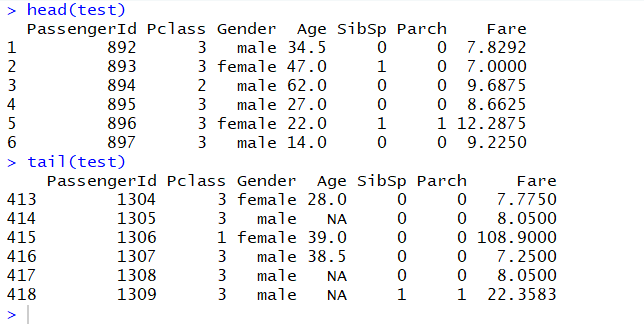 > head(test)
  PassengerId Pclass Gender  Age SibSp Parch    Fare
1         892      3   male 34.5     0     0  7.8292
2         893      3 female 47.0     1     0  7.0000
3         894      2   male 62.0     0     0  9.6875
4         895      3   male 27.0     0     0  8.6625
5         896      3 female 22.0     1     1 12.2875
6         897      3   male 14.0     0     0  9.2250
> tail(test)
    PassengerId Pclass Gender  Age SibSp Parch     Fare
413        1304      3 female 28.0     0     0   7.7750
414        1305      3   male   NA     0     0   8.0500
415        1306      1 female 39.0     0     0 108.9000
416        1307      3   male 38.5     0     0   7.2500
417        1308      3   male   NA     0     0   8.0500
418        1309      3   male   NA     1     1  22.3583
>